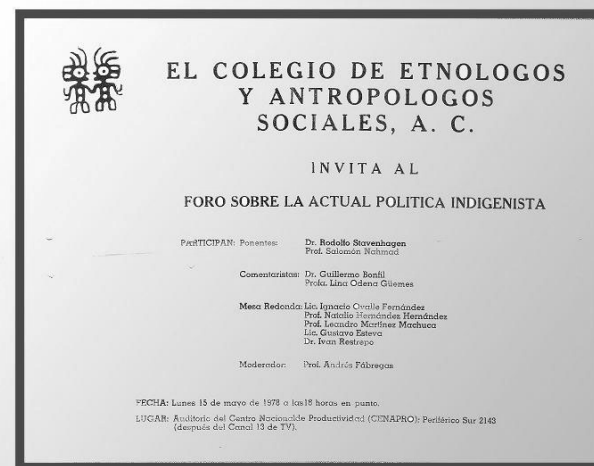 EL COLEGIO DE ETNOLOGOS
Y ANTROPOLOGOS
SOCIALES, A. C.
INVITA AL
FORO SOBRE LA ACTUAL POLITICA INDIGENISTA
PARTICIPAN: Ponentes: Dr. Rodolfo Stavenhagen
Prof. Salomón Nahmad
Comentaristas: Dr. Guillermo Bonfil
Profa. Lina Odena Güemes
Mesa Redonda: Lic. Ignacio Ovalle Fernández
Prof. Natalio Hernández Hernández
Prof. Leandro Martínez Machuca
Lic. Gustavo Esteva
Dr. Ivan Restrepo
Moderador: Prof. Andrés Fábregas
FECHA: Lunes 15 de mayo de 1978 a las18 horas en punto.
LUGAR: Auditorio del Centro Nacionalde Productividad (CENAPRO): Periférico Sur 2143
(después del Canal 13 de TV).